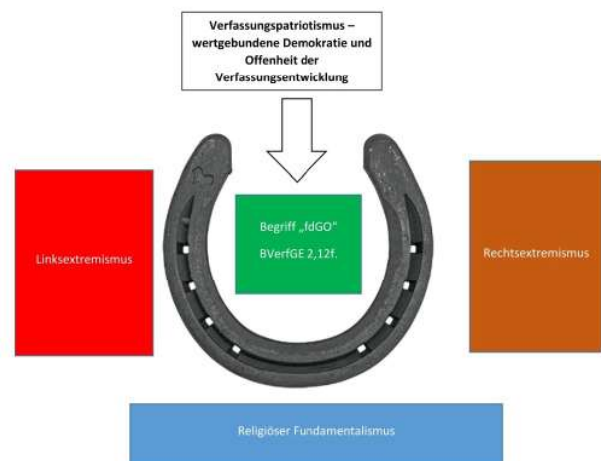 Verfassungspatriotismus –
wertgebundene Demokratie und
Offenheit der
Verfassungsentwicklung
Begriff „fdGO"
BVerfGE 2,12f.
Linksextremismus
Rechtsextremismus
Religiöser Fundamentalismus